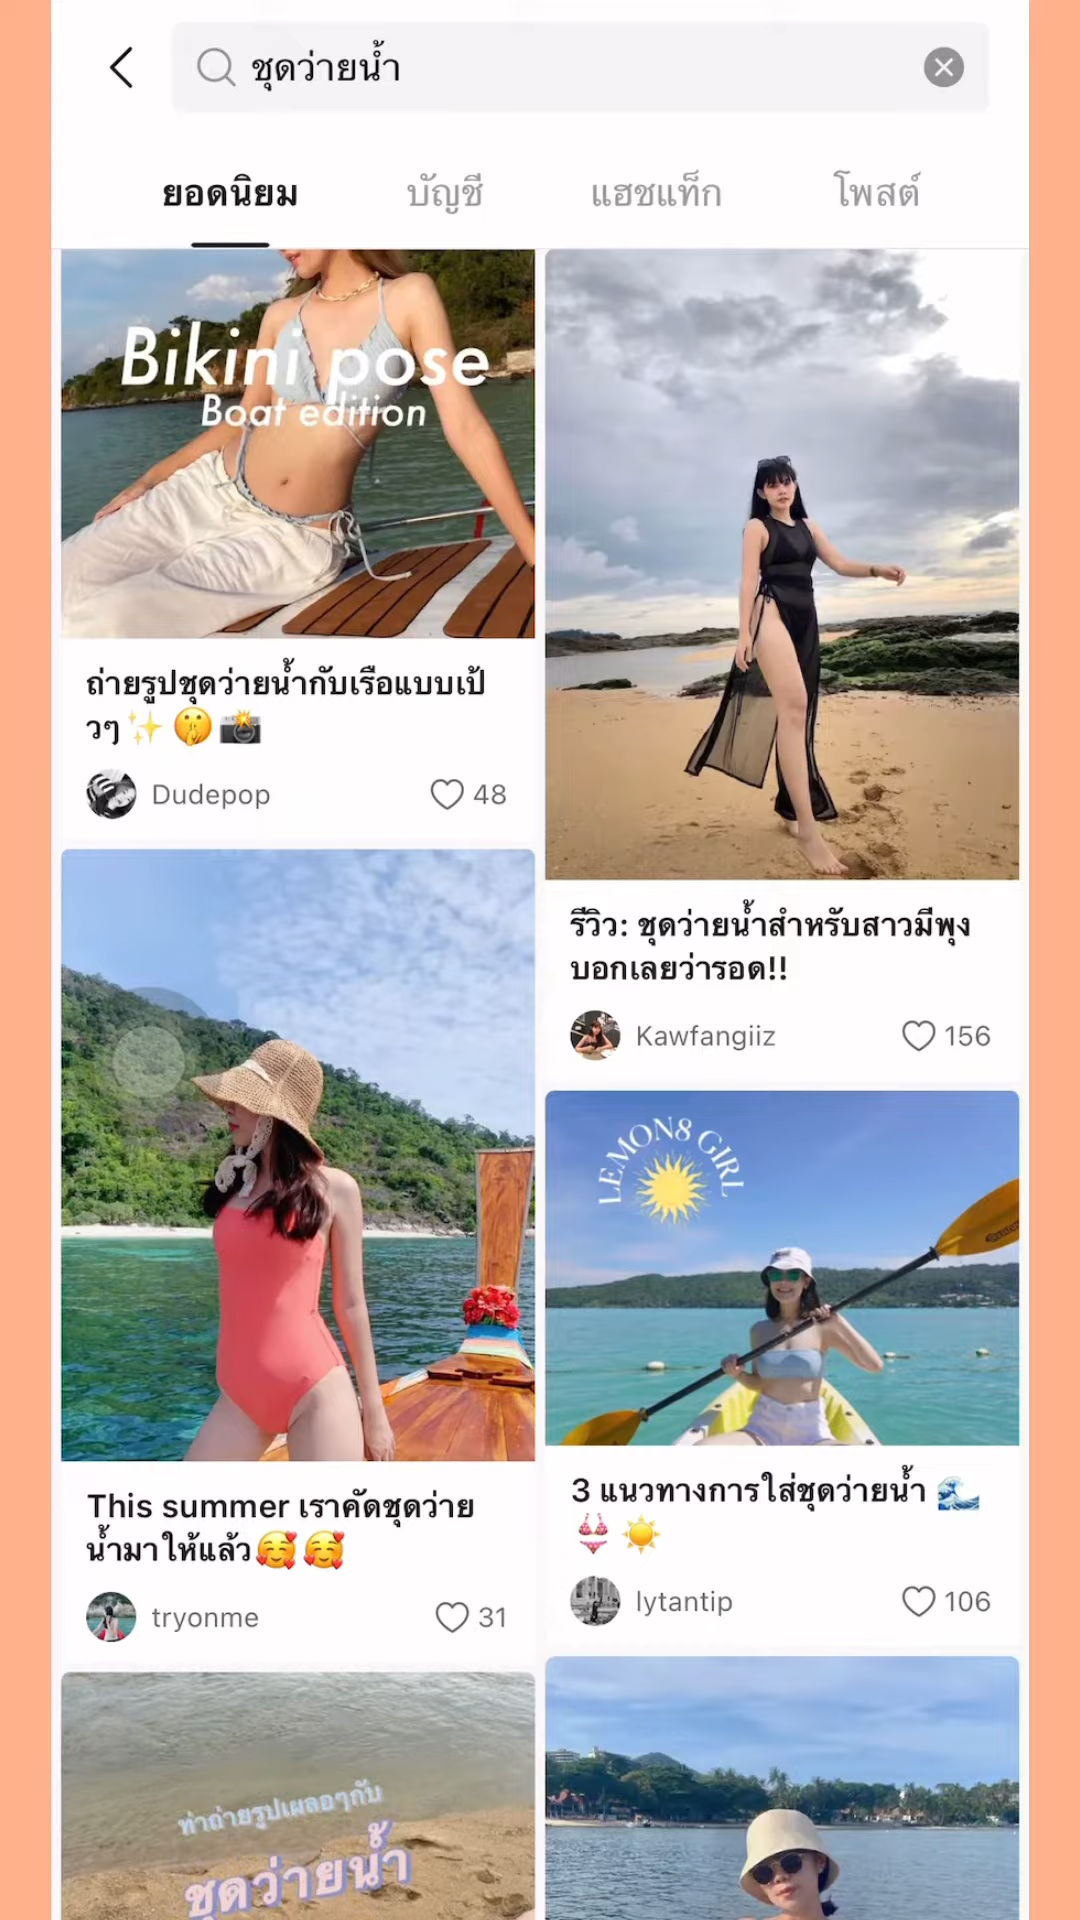 ชุดว่ายน้ำ
ยอดนิยม
บัญชี
แฮชแท็ก
โพสต์
Bikini pose
Boat edition
ถ่ายรูปชุดว่ายน้ำกับเรือแบบเป้
วๆ✨🤫📸
Dudepop
48
รีวิว: ชุดว่ายน้ำสำหรับสาวมีพุง
บอกเลยว่ารอด!!
Kawfangiiz
156
This summer เราคัดชุดว่าย
น้ำมาให้แล้ว🥰🥰
tryonme
31
LEMON8 GIRL
3 แนวทางการใส่ชุดว่ายน้ำ 🌊
👙☀️
lytantip
106
ท่าถ่ายรูปเผลอๆกับ
ชุดว่ายน้ำ